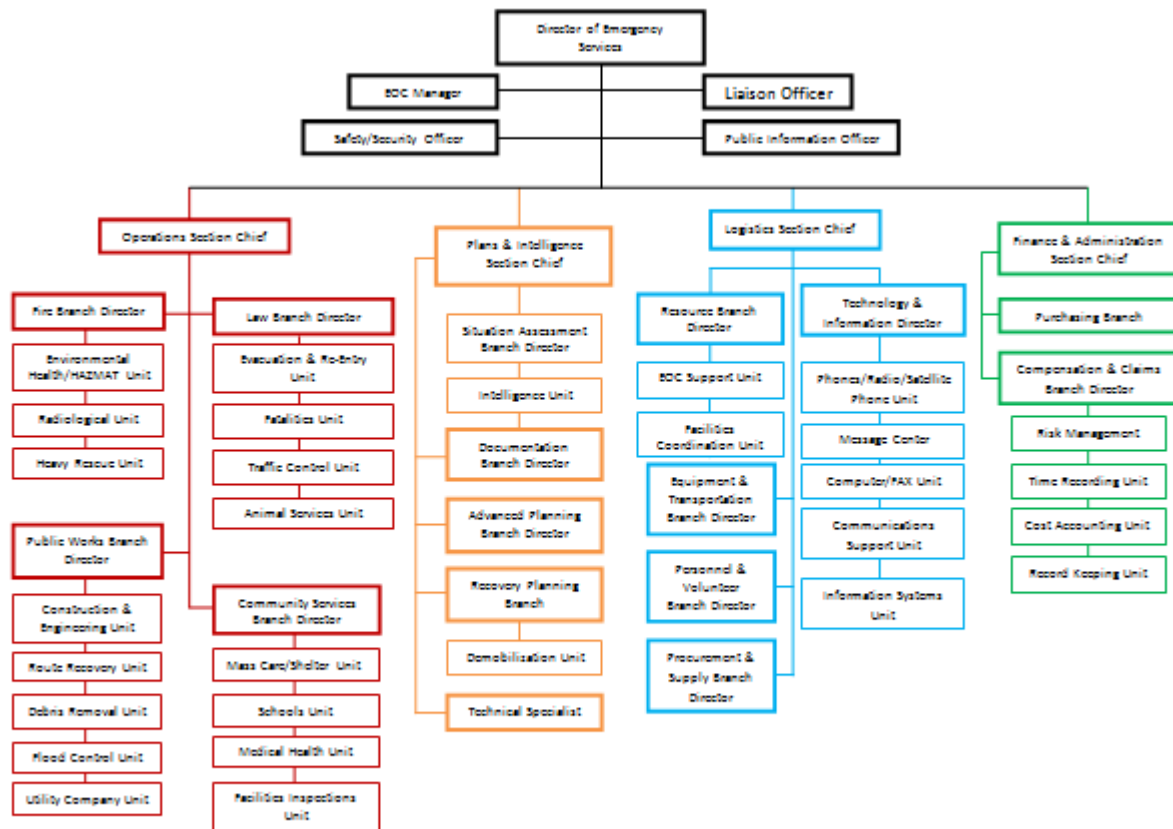 Director of Emergency
Services
EOC Manager
Liaison Officer
Safety/Security Officer
Public Information Officer
Operations Section Chief
Plans & Intelligence
Section Chief
Logistics Section Chief
Finance & Administration
Section Chief
Fire Branch Director
Law Branch Director
Environmental
Health/HAZMAT Unit
Radiological Unit
Heavy Rescue Unit
Evacuation & Re-Entry
Unit
Fatalities Unit
Traffic Control Unit
Animal Services Unit
Public Works Branch
Director
Construction &
Engineering Unit
Route Recovery Unit
Debris Removal Unit
Flood Control Unit
Utility Company Unit
Community Services
Branch Director
Mass Care/Shelter Unit
Schools Unit
Medical Health Unit
Facilities Inspections
Unit
Situation Assessment
Branch Director
Intelligence Unit
Documentation
Branch Director
Advanced Planning
Branch Director
Recovery Planning
Branch
Demobilization Unit
Technical Specialist
Resource Branch
Director
EOC Support Unit
Facilities
Coordination Unit
Equipment &
Transportation
Branch Director
Personnel &
Volunteer
Branch Director
Procurement &
Supply Branch
Director
Technology &
Information Director
Phones/Radio/Satellite
Phone Unit
Message Center
Computer/FAX Unit
Communications
Support Unit
Information Systems
Unit
Purchasing Branch
Compensation & Claims
Branch Director
Risk Management
Time Recording Unit
Cost Accounting Unit
Record Keeping Unit